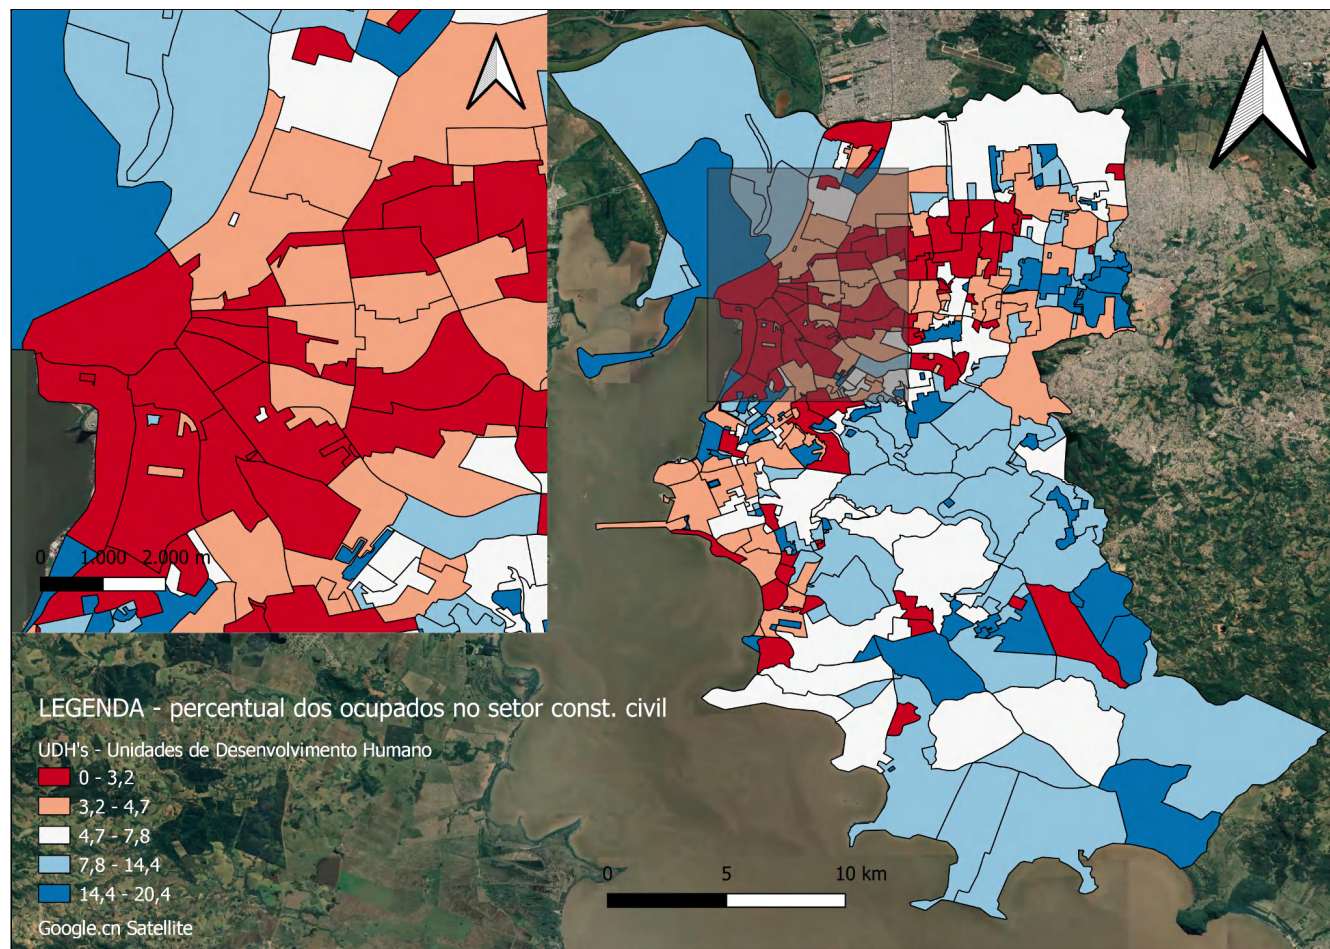 0 1.000 2.000 m
LEGENDA - percentual dos ocupados no setor const. civil
UDH's - Unidades de Desenvolvimento Humano
0 - 3,2
3,2 - 4,7
4,7 - 7,8
7,8 - 14,4
14,4 - 20,4
Google.cn Satellite
0 5 10 km